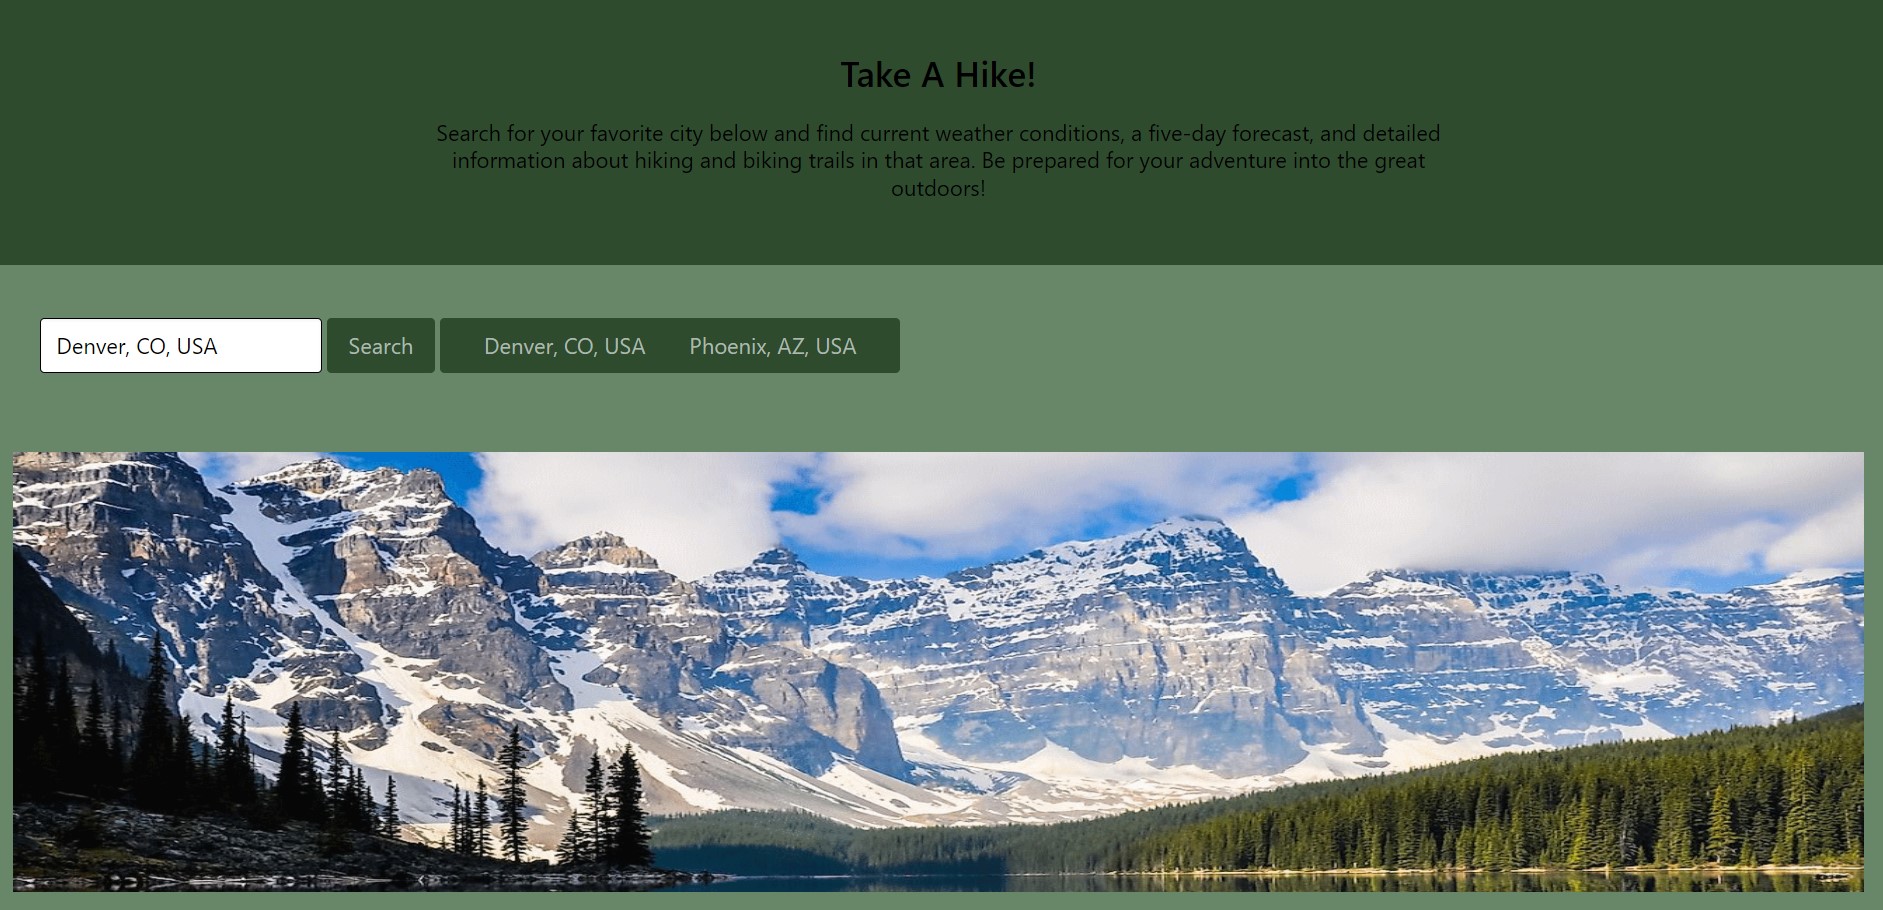 Take A Hike!
Search for your favorite city below and find current weather conditions, a five-day forecast, and detailed
information about hiking and biking trails in that area. Be prepared for your adventure into the great
outdoors!
Denver, CO, USA Search Denver, CO, USA Phoenix, AZ, USA